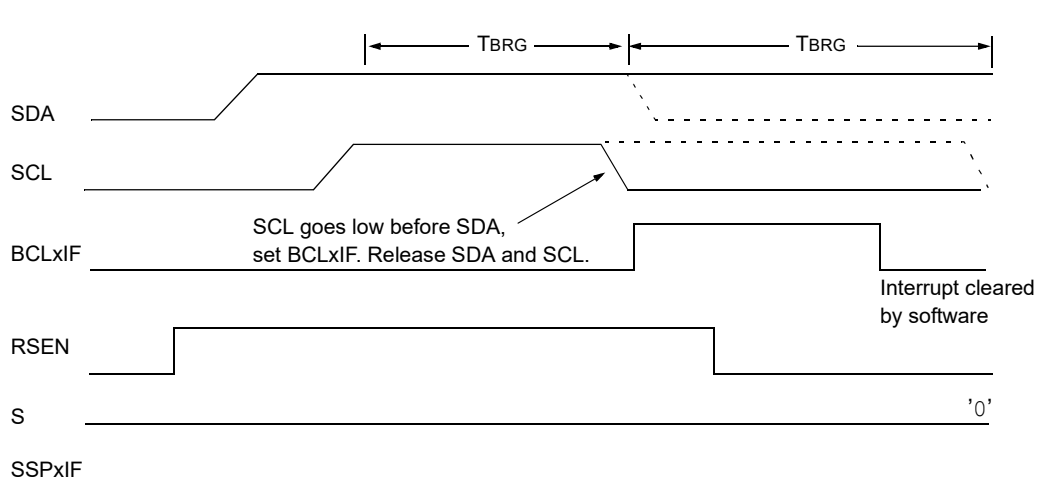 TBRG TBRG
SDA
SCL
SCL goes low before SDA,
set BCLxIF. Release SDA and SCL.
BCLxIF
Interrupt cleared
by software
RSEN
S
'0'
SSPxIF